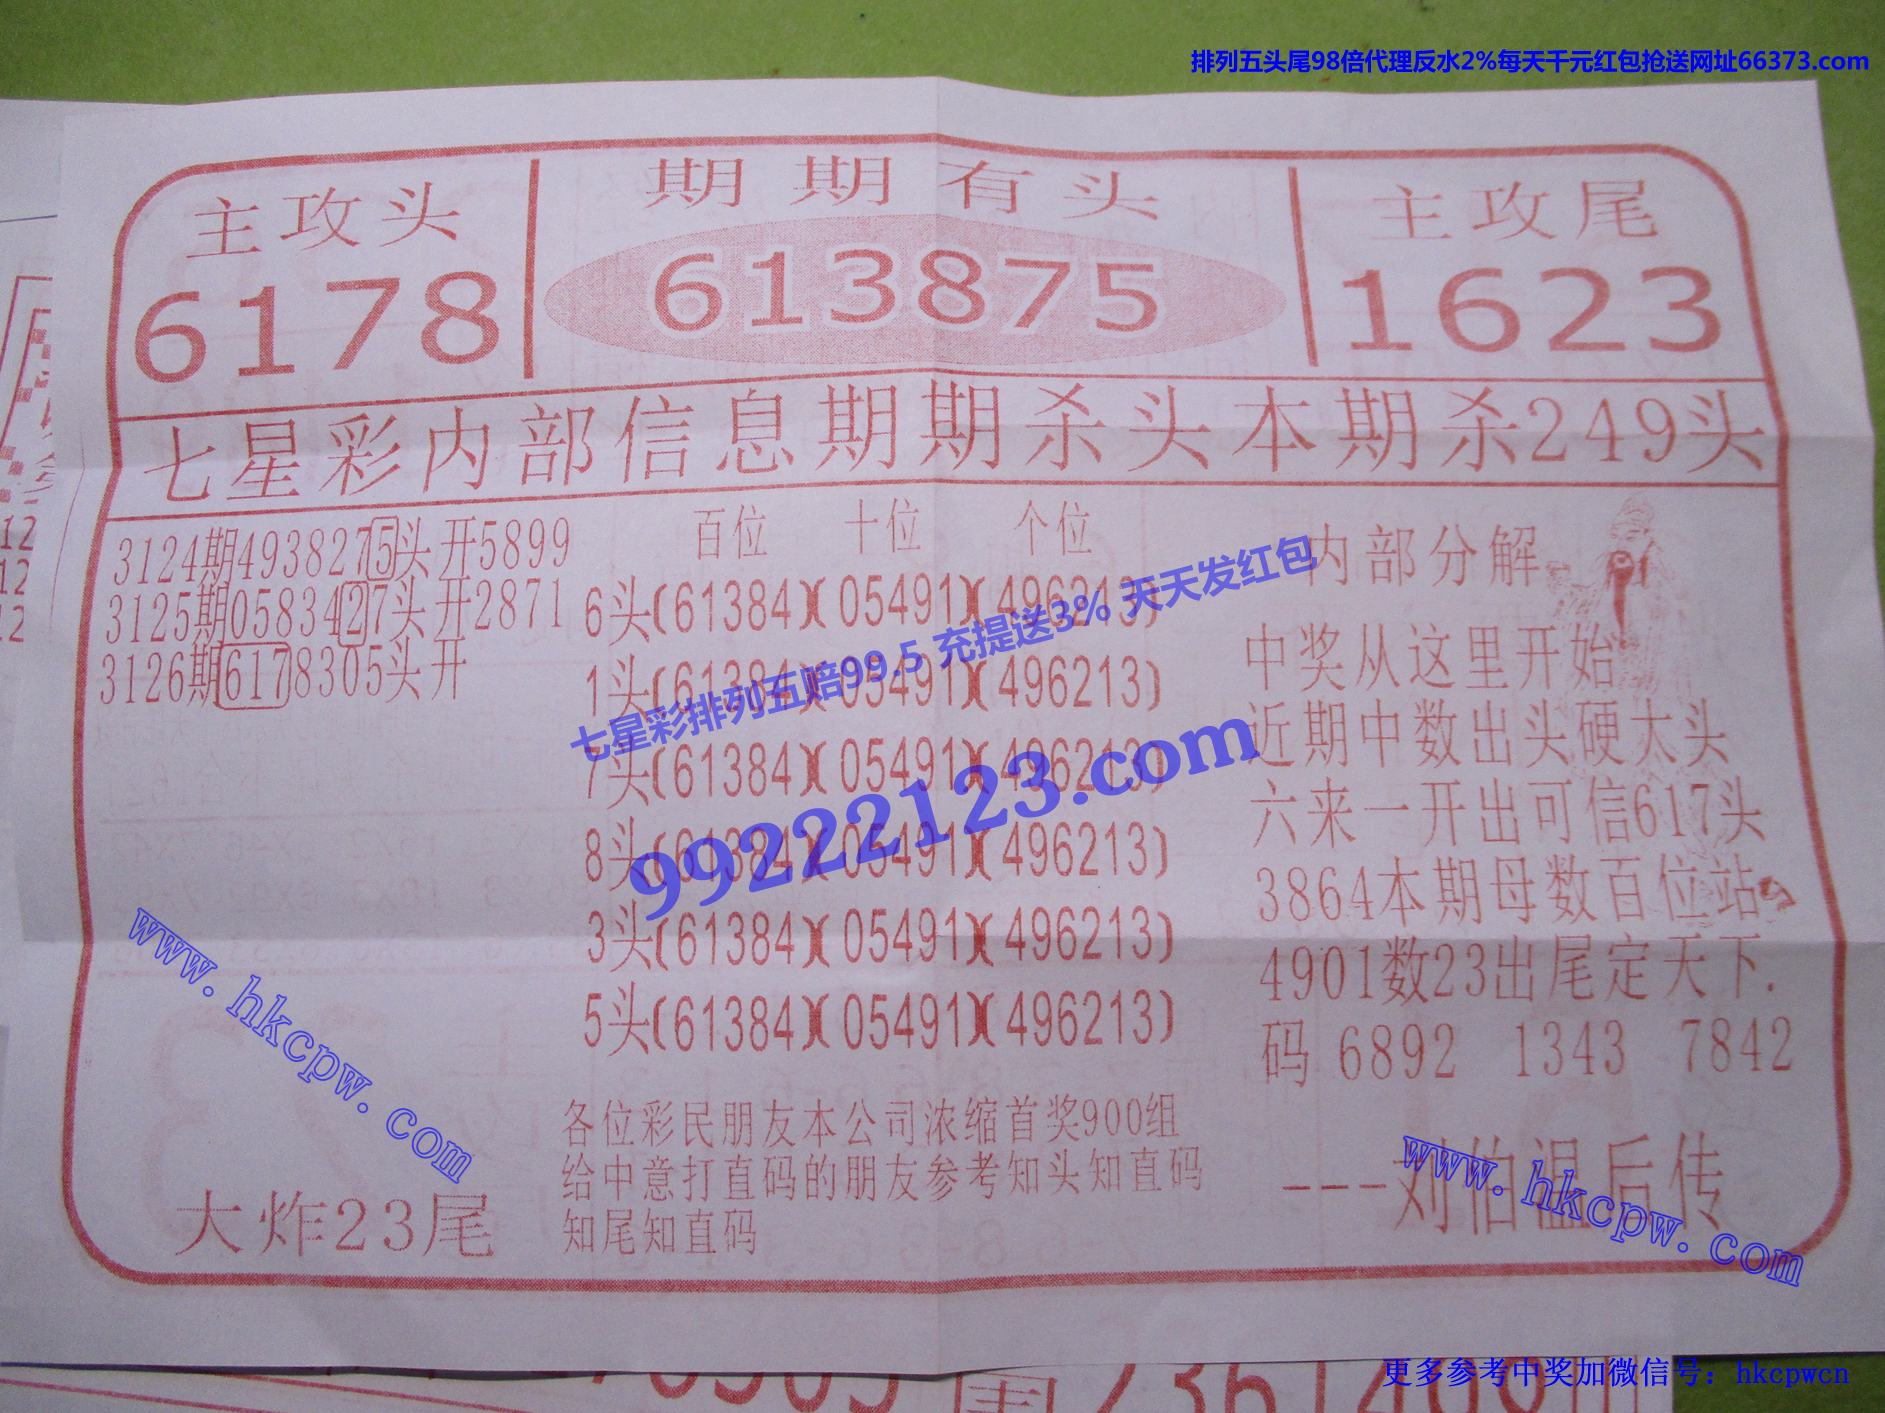 排列五头尾98倍代理反水2%每天千元红包抢送网址66373.com
主攻头
6178
期期有头
613875
主攻尾
1623
七星彩内部信息期期杀头本期杀249头
3124期4938275头开5899
3125期0583427头开2871
3126期6178305头开
百位 十位 个位
6头(61384)(05491)(496213)
1头(61384)(05491)(496213)
7头(61384)(05491)(496213)
8头(61384)(05491)(496213)
3头(61384)(05491)(496213)
5头(61384)(05491)(496213)
七星彩排列五赔99.5 充提送3% 天天发红包
99222123.com
各位彩民朋友本公司浓缩首奖900组
给中意打直码的朋友参考知头知直码
知尾知直码
大炸23尾
内部分解
中奖从这里开始
近期中数出头硬太头
六来一开出可信617头
3864本期母数百位站
4901数23出尾定天下.
码 6892 1343 7842
---刘伯温后传
www.hkcpw.com
www.hkcpw.com
12
12
12
更多参考中奖加微信号：hkcpwcn